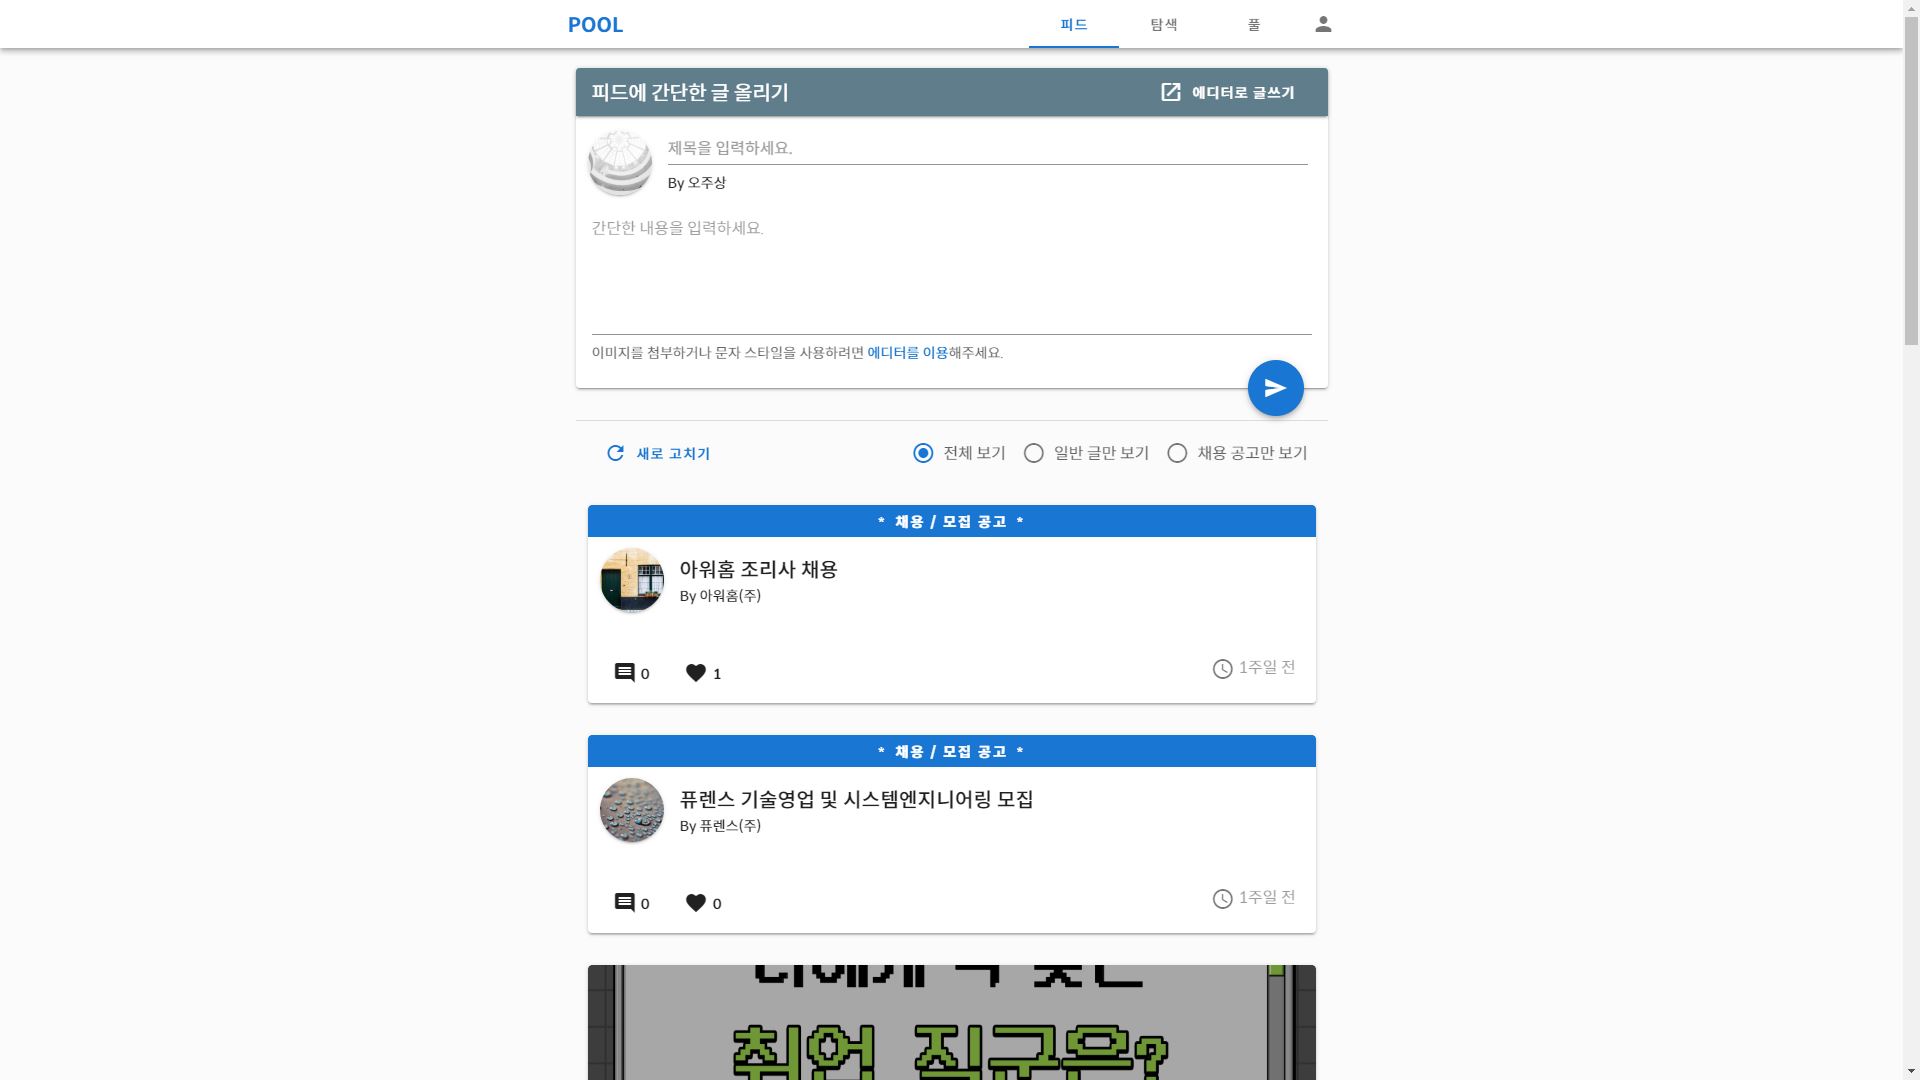 POOL
피드
탐색
풀
피드에 간단한 글 올리기
에디터로 글쓰기
제목을 입력하세요.
By 오주상
간단한 내용을 입력하세요.
이미지를 첨부하거나 문자 스타일을 사용하려면 에디터를 이용해주세요.
새로 고치기
전체 보기
일반 글만 보기
채용 공고만 보기
* 채용 / 모집 공고 *
아워홈 조리사 채용
By 아워홈(주)
0
1
1주일 전
* 채용 / 모집 공고 *
퓨렌스 기술영업 및 시스템엔지니어링 모집
By 퓨렌스(주)
0
0
1주일 전
취업 직군은?